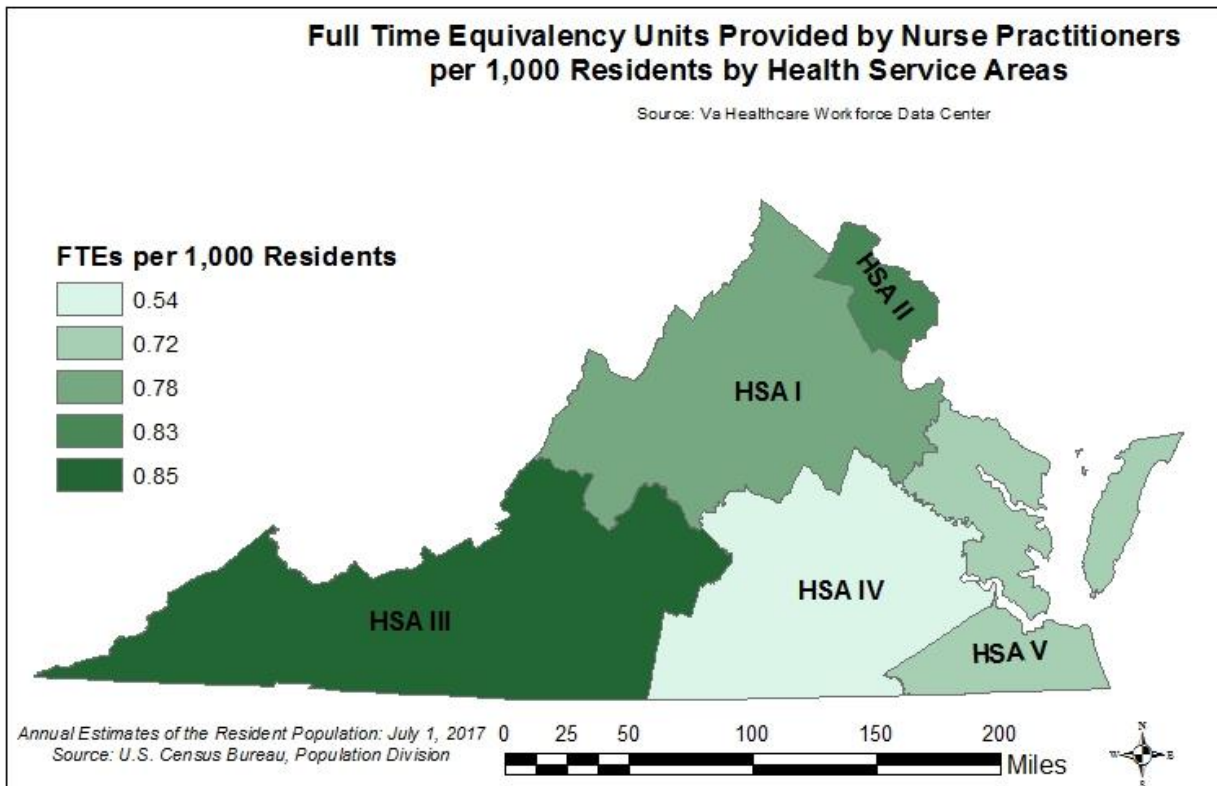 Full Time Equivalency Units Provided by Nurse Practitioners
per 1,000 Residents by Health Service Areas
Source: Va Healthcare Workforce Data Center
FTEs per 1,000 Residents
0.54
0.72
0.78
0.83
0.85
HSA II
HSA I
HSA III
HSA IV
HSA V
Annual Estimates of the Resident Population: July 1, 2017
Source: U.S. Census Bureau, Population Division
0 25 50 100 150 200
Miles
N
W E
S